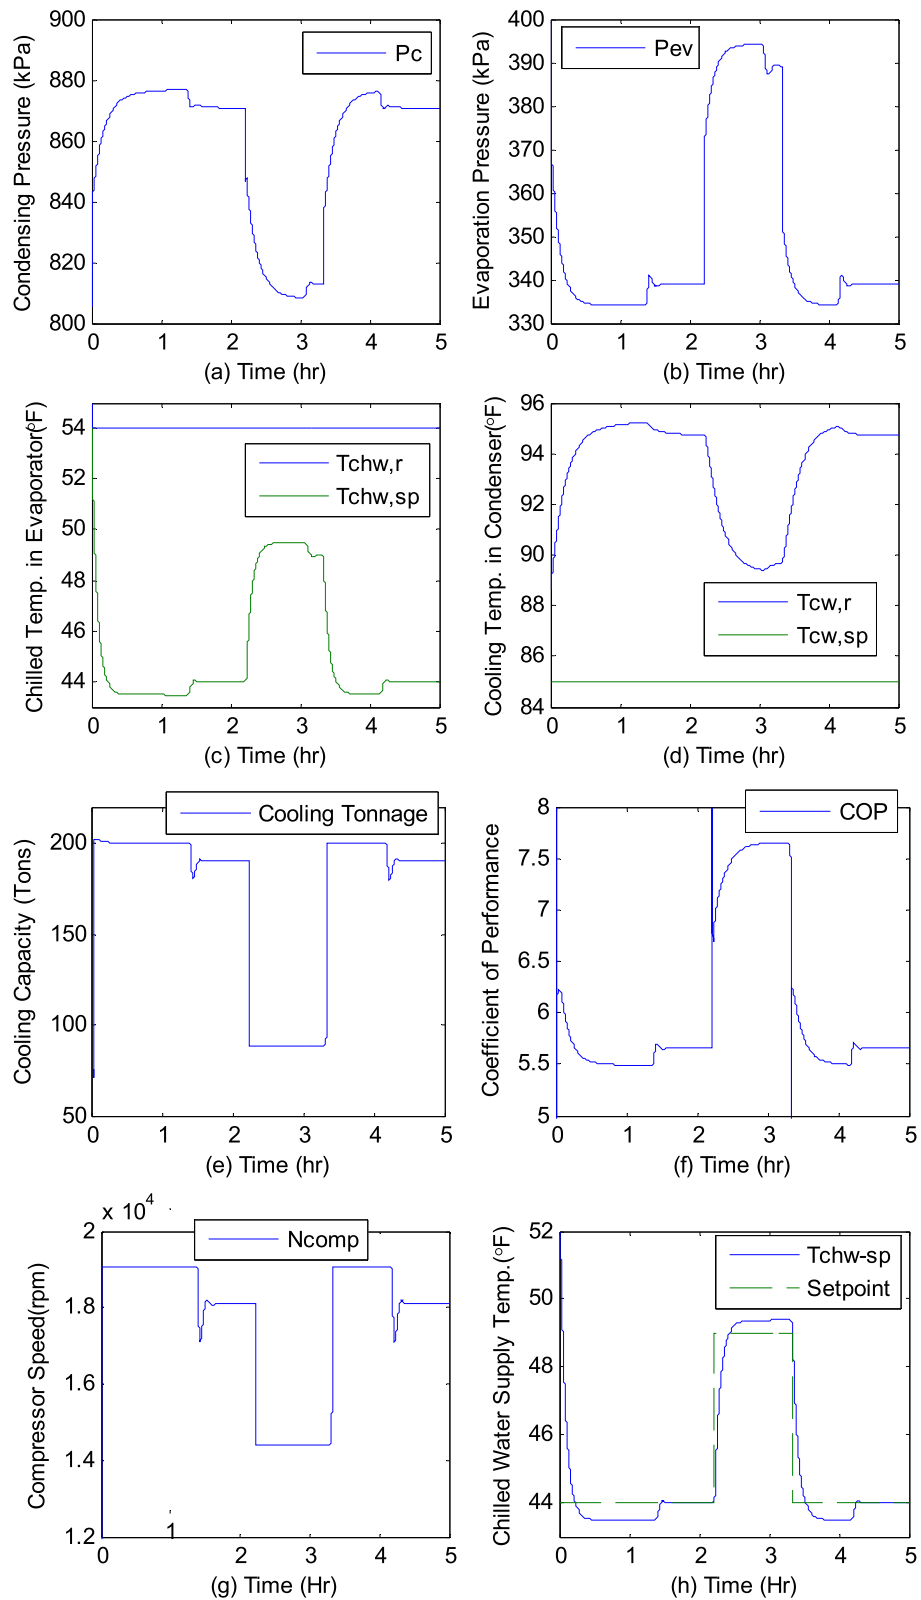 900
880
860
840
820
800
Condensing Pressure (kPa)
Pc
0 1 2 3 4 5
(a) Time (hr)
400
390
380
370
360
350
340
330
Evaporation Pressure (kPa)
Pev
0 1 2 3 4 5
(b) Time (hr)
54
52
50
48
46
44
Chilled Temp. in Evaporator(°F)
Tchw,r
Tchw,sp
0 1 2 3 4 5
(c) Time (hr)
96
94
92
90
88
86
84
Cooling Temp. in Condenser(°F)
Tcw,r
Tcw,sp
0 1 2 3 4 5
(d) Time (hr)
200
150
100
50
Cooling Capacity (Tons)
Cooling Tonnage
0 1 2 3 4 5
(e) Time (hr)
8
7.5
7
6.5
6
5.5
5
Coefficient of Performance
COP
0 1 2 3 4 5
(f) Time (hr)
x 10⁴
2
1.8
1.6
1.4
1.2
Compressor Speed(rpm)
Ncomp
1
0 2 3 4 5
(g) Time (Hr)
52
50
48
46
44
Chilled Water Supply Temp.(°F)
Tchw-sp
Setpoint
0 1 2 3 4 5
(h) Time (Hr)